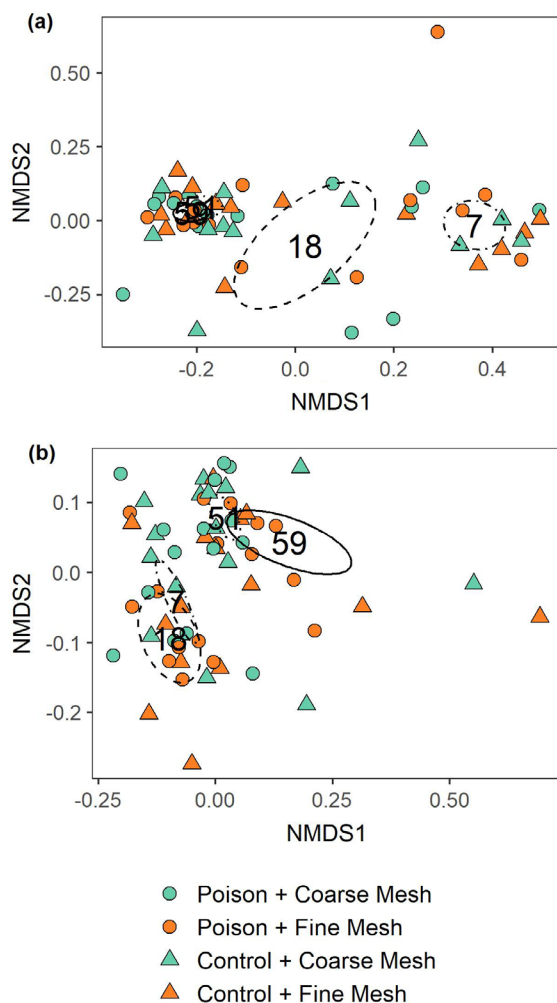 (a)
0.50
0.25
0.00
-0.25
NMDS2
18
7
-0.2
0.0
0.2
0.4
NMDS1
(b)
0.1
0.0
-0.1
-0.2
NMDS2
51
59
7
18
-0.25
0.00
0.25
0.50
NMDS1
Poison + Coarse Mesh
Poison + Fine Mesh
Control + Coarse Mesh
Control + Fine Mesh